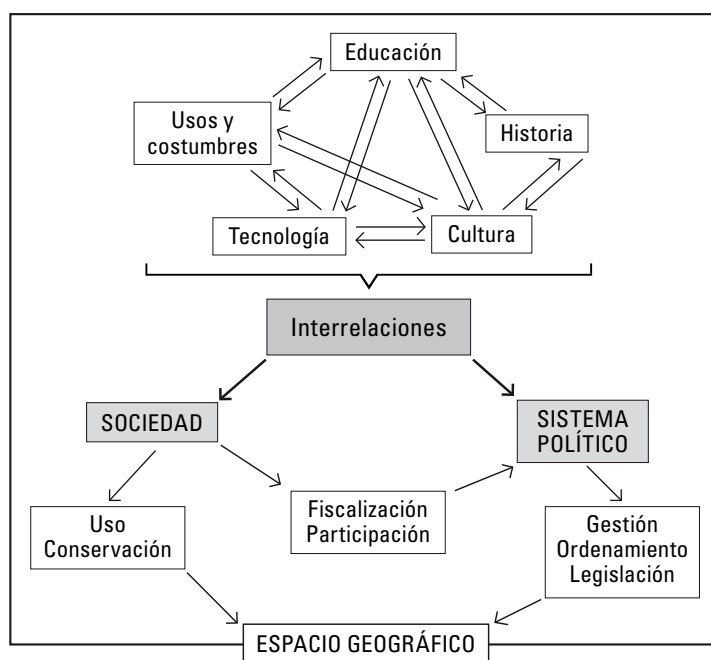 Educación
Usos y
costumbres
Historia
Tecnología
Cultura
Interrelaciones
SOCIEDAD
SISTEMA
POLÍTICO
Fiscalización
Participación
Uso
Conservación
Gestión
Ordenamiento
Legislación
ESPACIO GEOGRÁFICO